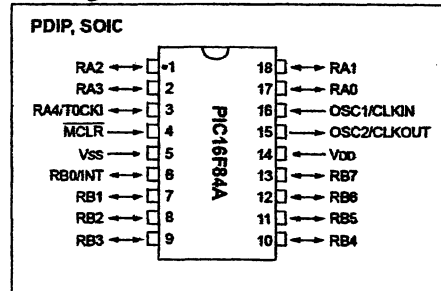 PDIP, SOIC
RA2 1 18 RA1
RA3 2 17 RA0
RA4/T0CKI 3 16 OSC1/CLKIN
MCLR 4 15 OSC2/CLKOUT
Vss 5 14 VDD
RB0/INT 6 13 RB7
RB1 7 12 RB6
RB2 8 11 RB5
RB3 9 10 RB4
PIC16F84A